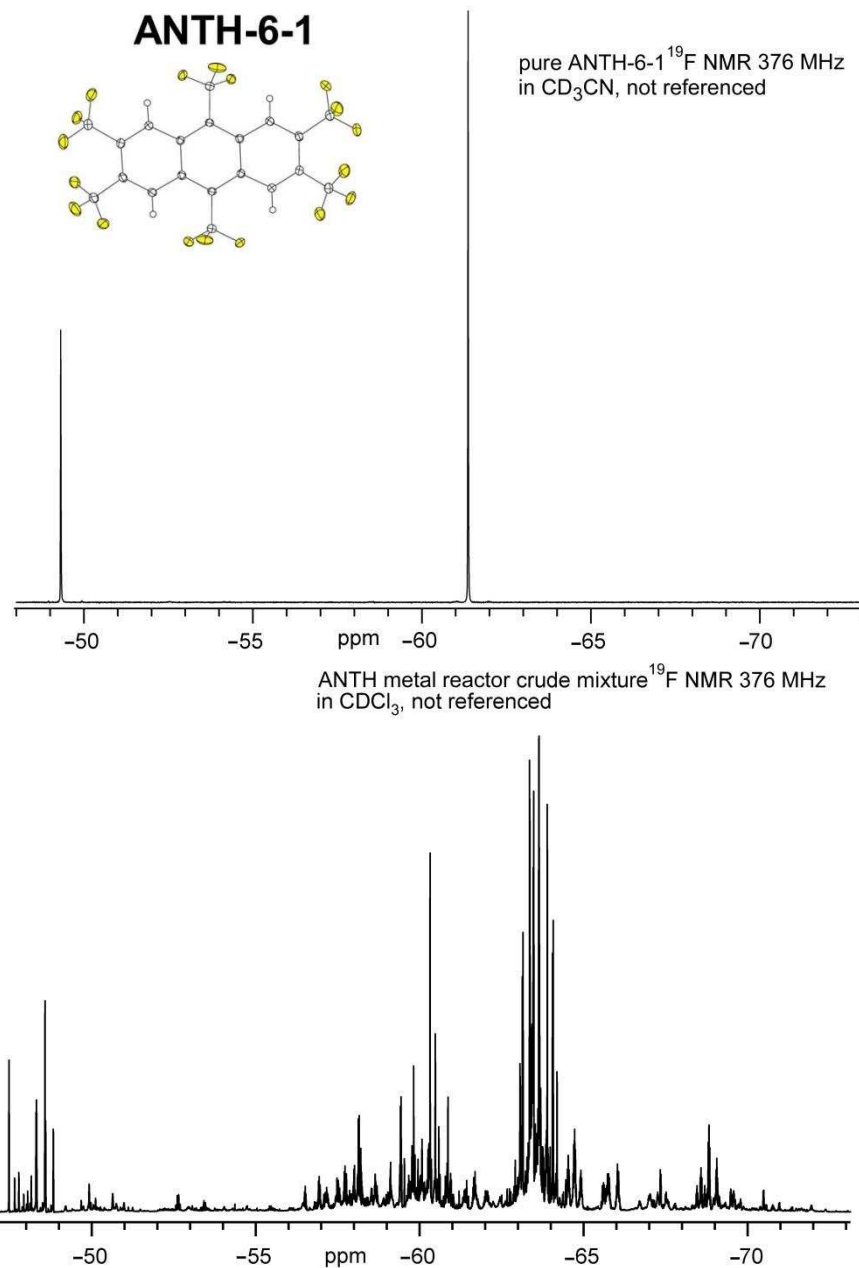 ANTH-6-1
pure ANTH-6-1 ¹⁹F NMR 376 MHz
in CD₃CN, not referenced
−50 −55 ppm −60 −65 −70
ANTH metal reactor crude mixture ¹⁹F NMR 376 MHz
in CDCl₃, not referenced
−50 −55 ppm −60 −65 −70